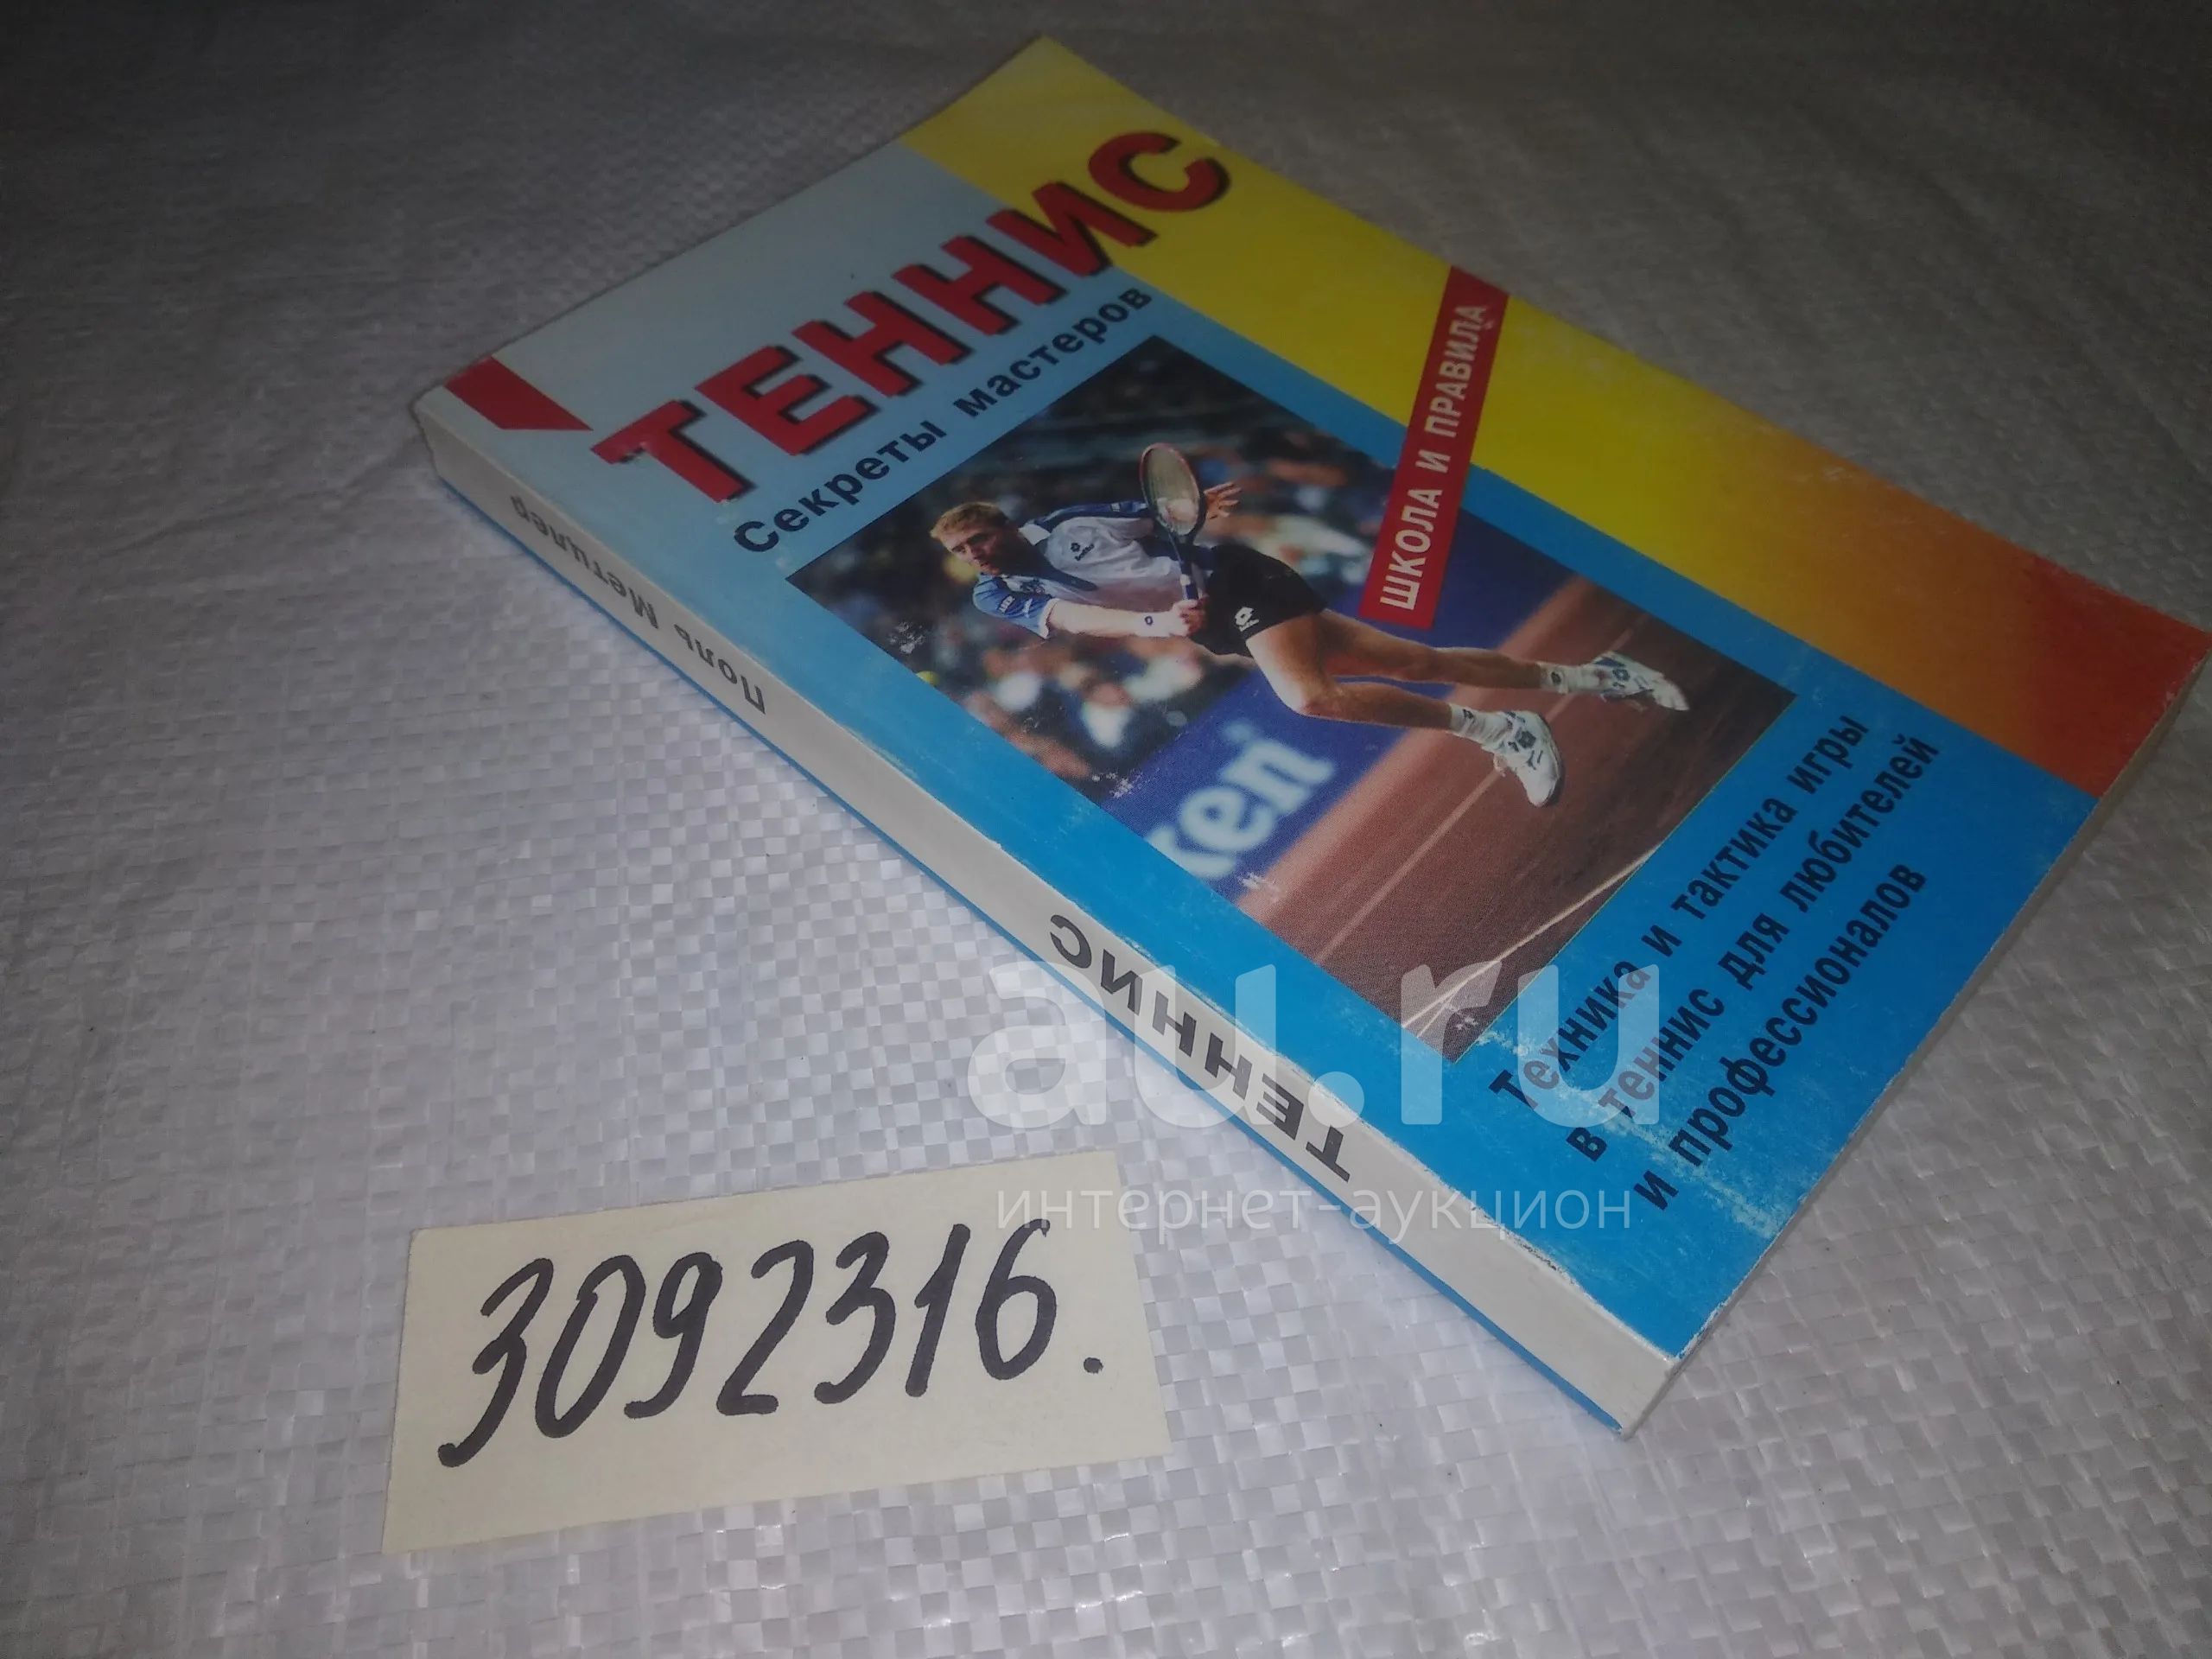 ТЕННИС
Секреты мастеров
ШКОЛА И ПРАВИЛА
ken
Техника и тактика игры
в теннис для любителей
и профессионалов
Поль Метцлер
ТЕННИС
au.ru
интернет-аукцион
3092316.